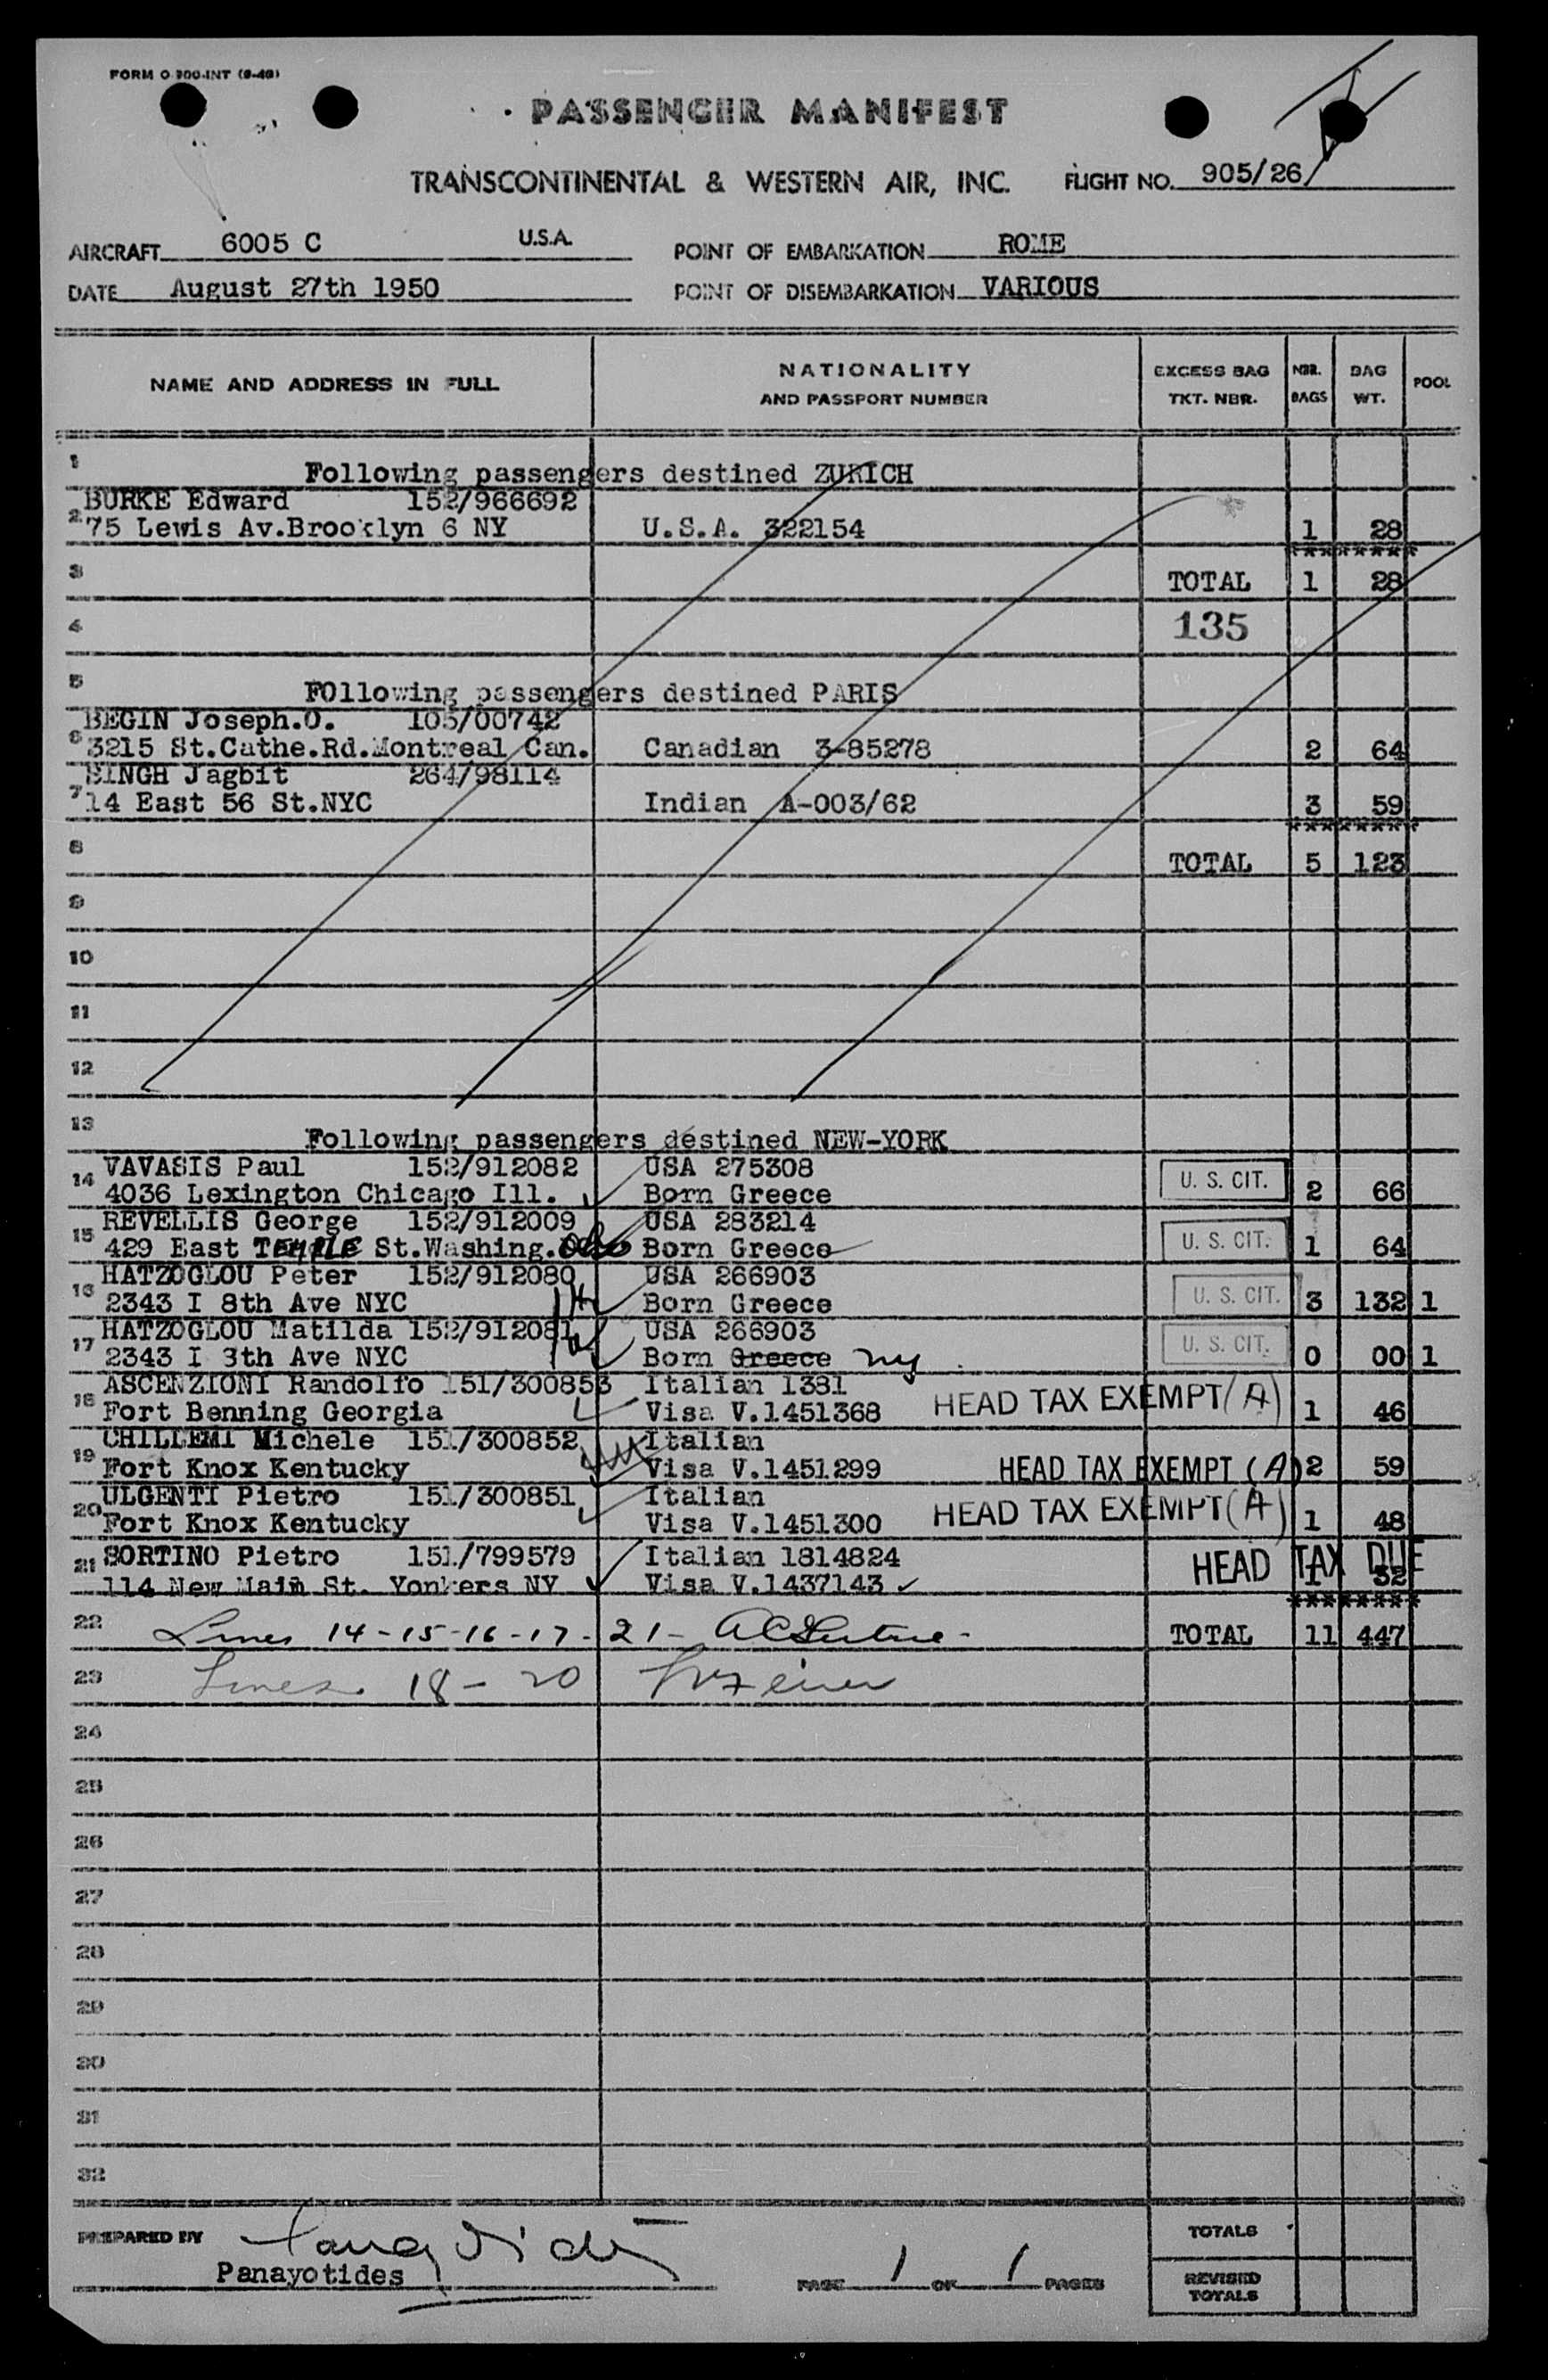 FORM O-200-INT (8-48)
PASSENGER MANIFEST
TRANSCONTINENTAL & WESTERN AIR, INC. FLIGHT NO. 905/26
AIRCRAFT 6005 C U.S.A. POINT OF EMBARKATION ROME
DATE August 27th 1950 POINT OF DISEMBARKATION VARIOUS
NAME AND ADDRESS IN FULL NATIONALITY AND PASSPORT NUMBER EXCESS BAG TKT. NBR. NBR. BAGS BAG WT. POOL
1 Following passengers destined ZURICH
BURKE Edward 152/966692
2 75 Lewis Av.Brooklyn 6 NY U.S.A. 322154 1 28
********
3 TOTAL 1 28
4 135
5 FOllowing passengers destined PARIS
BEGIN Joseph.O. 105/00742
6 3215 St.Cathe.Rd.Montreal Can. Canadian 3-85278 2 64
SINGH Jagbit 264/98114
7 14 East 56 St.NYC Indian A-003/62 3 59
********
8 TOTAL 5 123
9
10
11
12
13 Following passengers destined NEW-YORK
14 VAVASIS Paul 152/912082 USA 275308 U. S. CIT.
4036 Lexington Chicago Ill. Born Greece 2 66
15 REVELLIS George 152/912009 USA 283214 U. S. CIT.
429 East TEMPLE St.Washing. Born Greece 1 64
16 HATZOGLOU Peter 152/912080 USA 266903 U. S. CIT.
2343 I 8th Ave NYC Born Greece 3 132 1
17 HATZOGLOU Matilda 152/912081 USA 266903 U. S. CIT.
2343 I 8th Ave NYC Born Greece ny 0 00 1
18 ASCENZIONI Randolfo 151/300853 Italian 1381 HEAD TAX EXEMPT (A)
Fort Benning Georgia Visa V.1451368 1 46
19 CHILLEMI Michele 151/300852 Italian
Fort Knox Kentucky Visa V.1451299 HEAD TAX EXEMPT (A) 2 59
20 ULGENTI Pietro 151/300851 Italian HEAD TAX EXEMPT (A)
Fort Knox Kentucky Visa V.1451300 1 48
21 SORTINO Pietro 151/799579 Italian 1814824 HEAD TAX DUE
114 New Main St. Yonkers NY Visa V.1437143 1 32
********
22 Lines 14-15-16-17-21- TOTAL 11 447
23 Lines 18-20
24
25
26
27
28
29
30
31
32
PREPARED BY Panayotides
PAGE 1 OF 1 PAGES
TOTALS
REVISED TOTALS